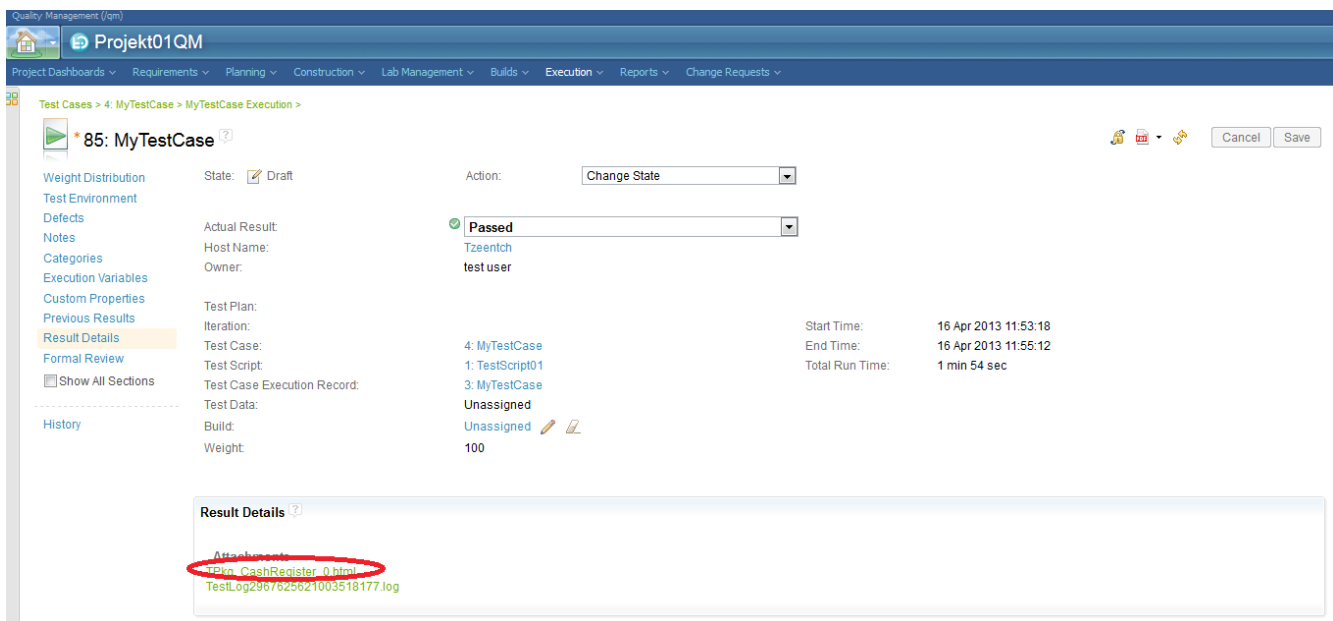 Quality Management (/qm)
Projekt01QM
Project Dashboards Requirements Planning Construction Lab Management Builds Execution Reports Change Requests
Test Cases > 4: MyTestCase > MyTestCase Execution >
* 85: MyTestCase ?
Cancel Save
Weight Distribution
State: Draft Action: Change State
Test Environment
Defects
Actual Result: Passed
Notes
Host Name: Tzeentch
Categories
Owner: test user
Execution Variables
Custom Properties
Test Plan:
Previous Results
Iteration: Start Time: 16 Apr 2013 11:53:18
Result Details
Test Case: 4: MyTestCase End Time: 16 Apr 2013 11:55:12
Formal Review
Test Script: 1: TestScript01 Total Run Time: 1 min 54 sec
Show All Sections
Test Case Execution Record: 3: MyTestCase
Test Data: Unassigned
History
Build: Unassigned
Weight: 100
Result Details ?
Attachments
TPkg_CashRegister_0.html
TestLog2967625621003518177.log